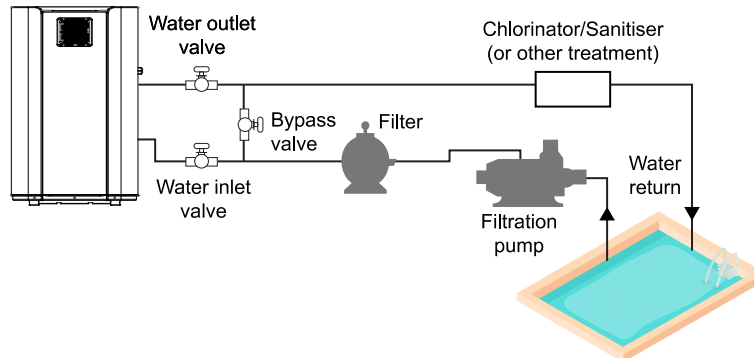 Water outlet
valve
Chlorinator/Sanitiser
(or other treatment)
Bypass
valve
Filter
Water inlet
valve
Filtration
pump
Water
return